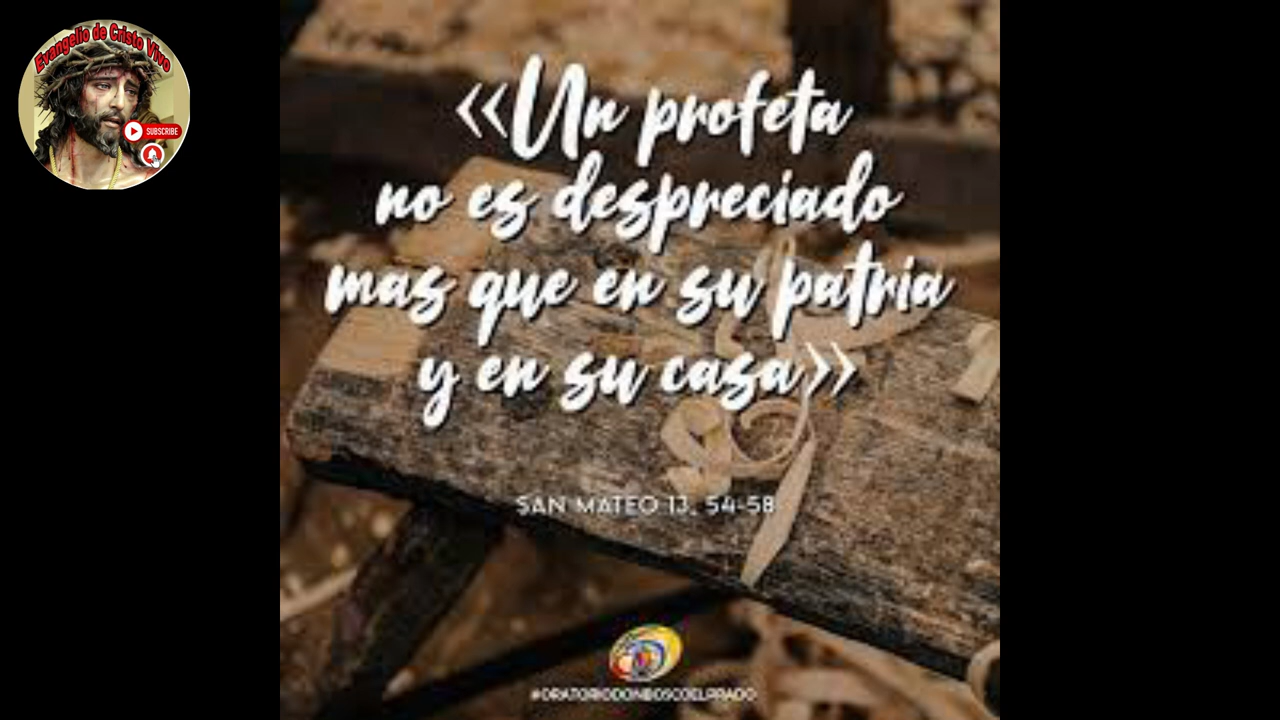 Evangelio de Cristo Vivo
SUBSCRIBE
«Un profeta
no es despreciado
mas que en su patria
y en su casa»
SAN MATEO 13, 54-58
#ORATORIODONBOSCOELPRADO